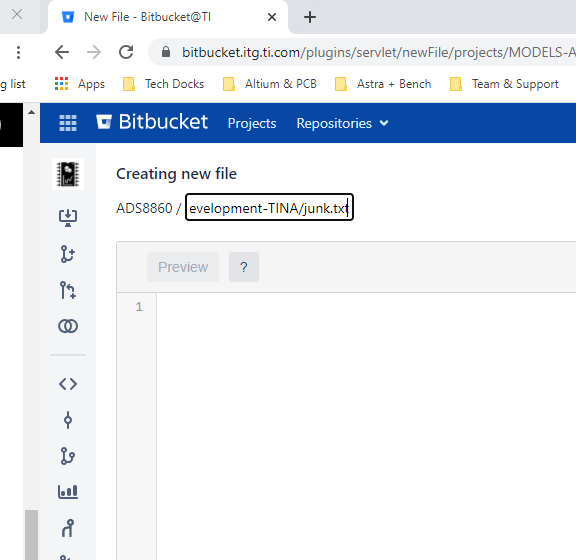 New File - Bitbucket@TI
bitbucket.itg.ti.com/plugins/servlet/newFile/projects/MODELS-A
g list Apps Tech Docks Altium & PCB Astra + Bench Team & Support
Bitbucket Projects Repositories
Creating new file
ADS8860 / evelopment-TINA/junk.txt
Preview ?
1